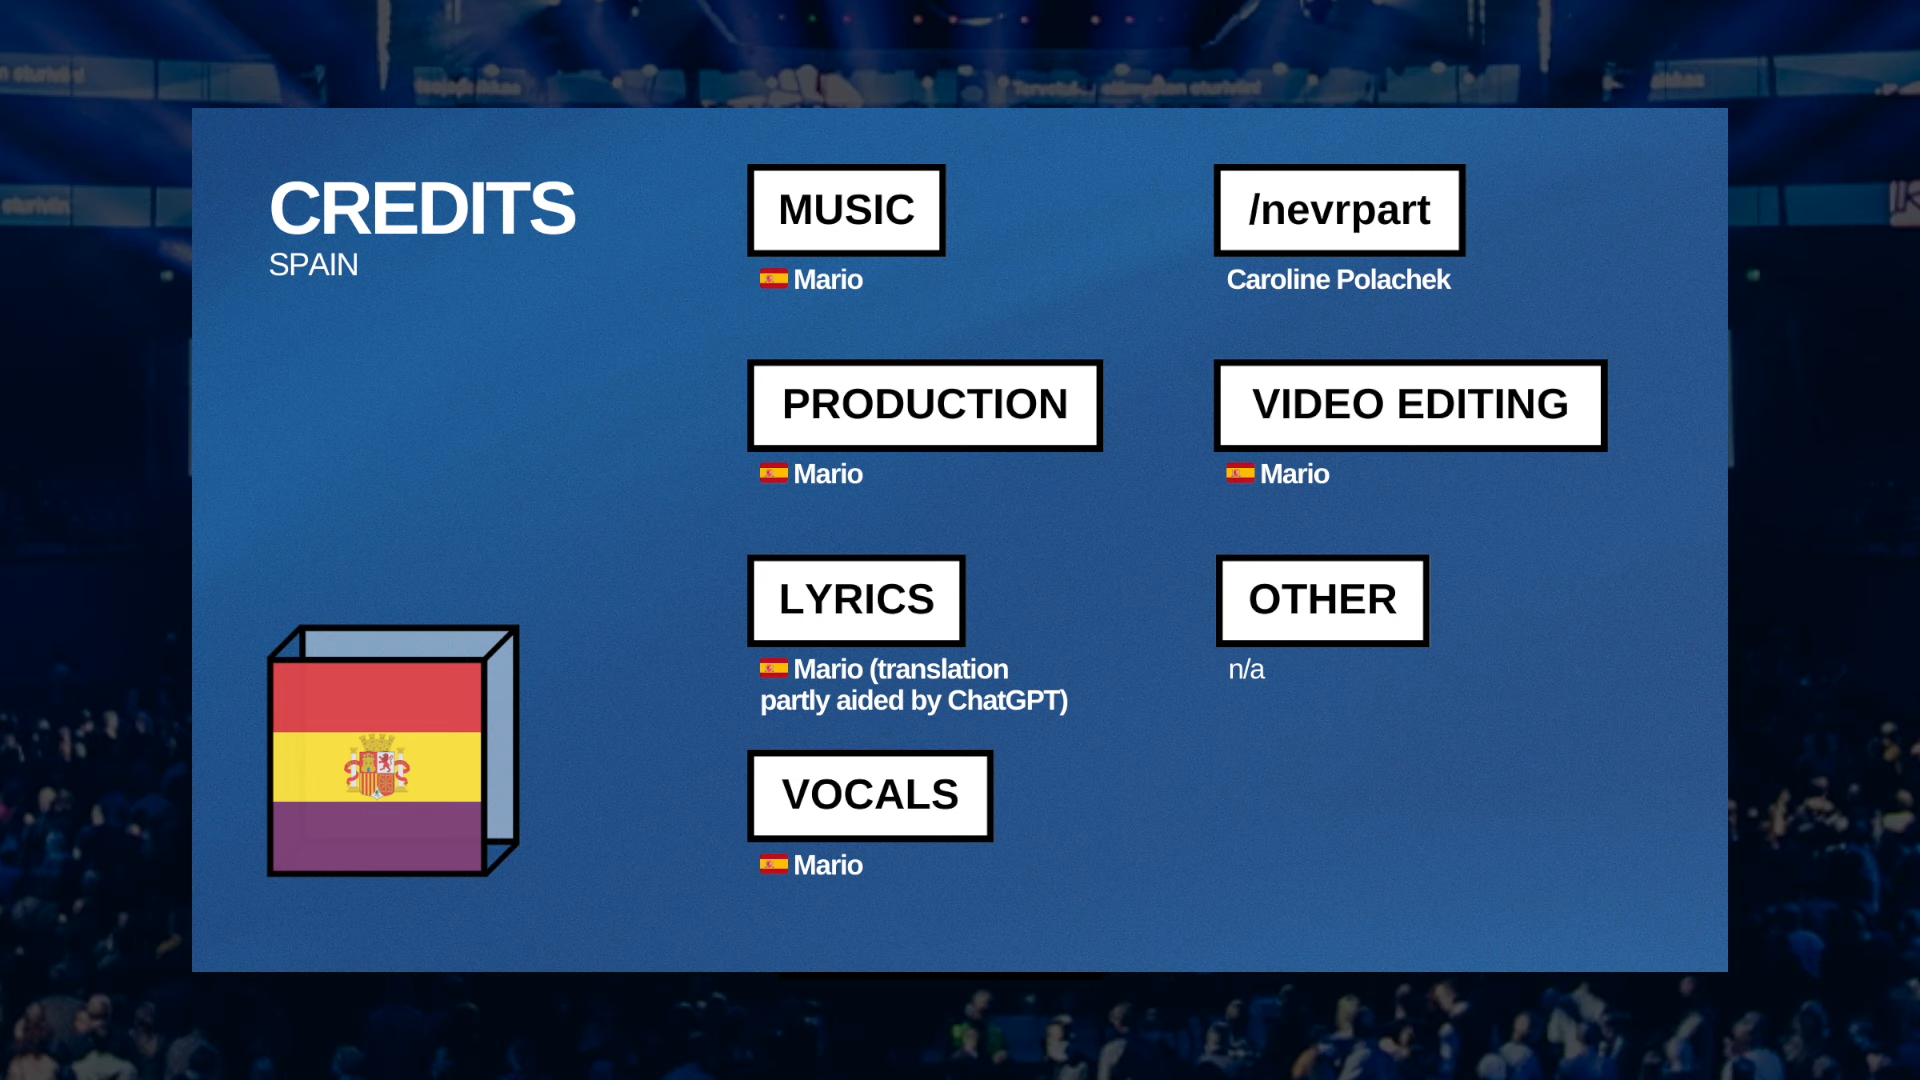 CREDITS
SPAIN
MUSIC
Mario
PRODUCTION
Mario
LYRICS
Mario (translation
partly aided by ChatGPT)
VOCALS
Mario
/nevrpart
Caroline Polachek
VIDEO EDITING
Mario
OTHER
n/a